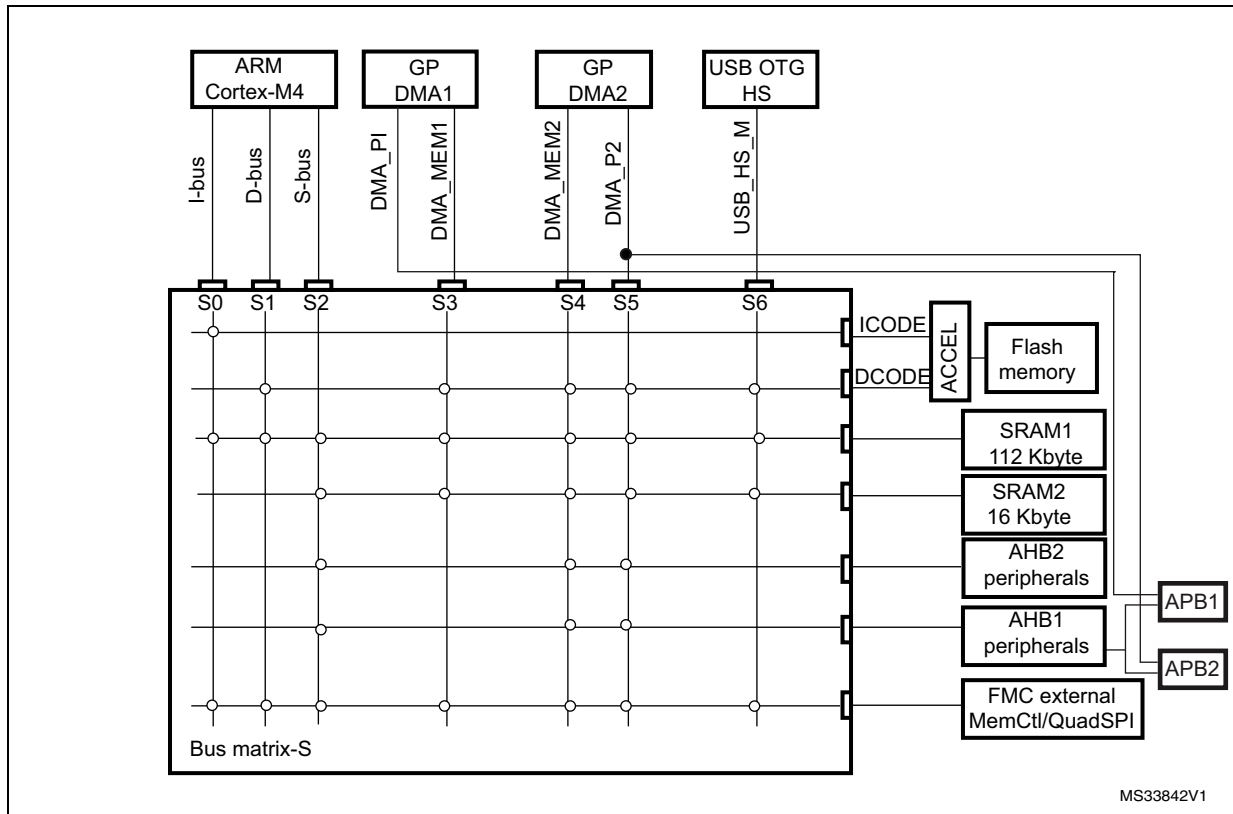 ARM
Cortex-M4
GP
DMA1
GP
DMA2
USB OTG
HS
I-bus
D-bus
S-bus
DMA_PI
DMA_MEM1
DMA_MEM2
DMA_P2
USB_HS_M
S0
S1
S2
S3
S4
S5
S6
ICODE
DCODE
ACCEL
Flash
memory
SRAM1
112 Kbyte
SRAM2
16 Kbyte
AHB2
peripherals
AHB1
peripherals
APB1
APB2
FMC external
MemCtl/QuadSPI
Bus matrix-S
MS33842V1